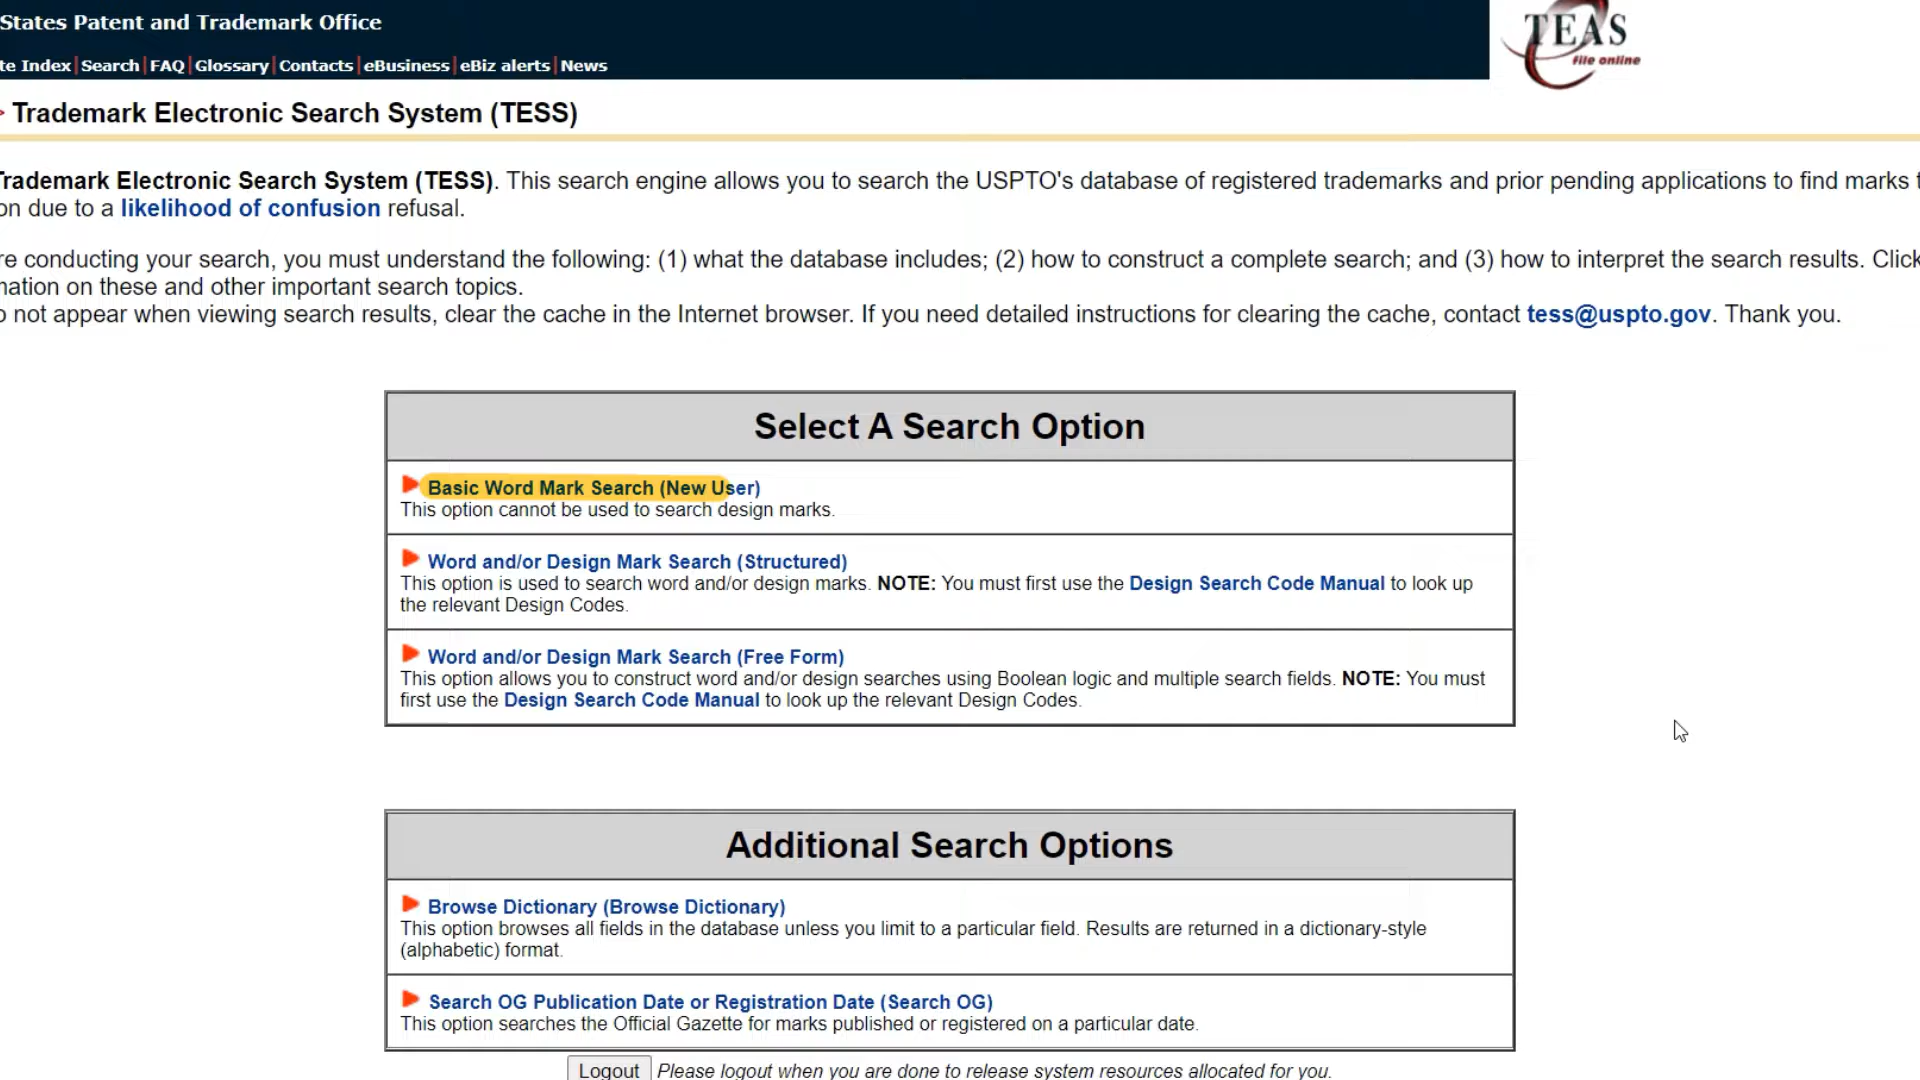 States Patent and Trademark Office
TEAS
file online
te Index|Search|FAQ|Glossary|Contacts|eBusiness|eBiz alerts|News
Trademark Electronic Search System (TESS)
Trademark Electronic Search System (TESS). This search engine allows you to search the USPTO's database of registered trademarks and prior pending applications to find marks t
on due to a likelihood of confusion refusal.
re conducting your search, you must understand the following: (1) what the database includes; (2) how to construct a complete search; and (3) how to interpret the search results. Click
nation on these and other important search topics.
o not appear when viewing search results, clear the cache in the Internet browser. If you need detailed instructions for clearing the cache, contact tess@uspto.gov. Thank you.
Select A Search Option
Basic Word Mark Search (New User)
This option cannot be used to search design marks.
Word and/or Design Mark Search (Structured)
This option is used to search word and/or design marks. NOTE: You must first use the Design Search Code Manual to look up
the relevant Design Codes.
Word and/or Design Mark Search (Free Form)
This option allows you to construct word and/or design searches using Boolean logic and multiple search fields. NOTE: You must
first use the Design Search Code Manual to look up the relevant Design Codes.
Additional Search Options
Browse Dictionary (Browse Dictionary)
This option browses all fields in the database unless you limit to a particular field. Results are returned in a dictionary-style
(alphabetic) format.
Search OG Publication Date or Registration Date (Search OG)
This option searches the Official Gazette for marks published or registered on a particular date.
Logout Please logout when you are done to release system resources allocated for you.